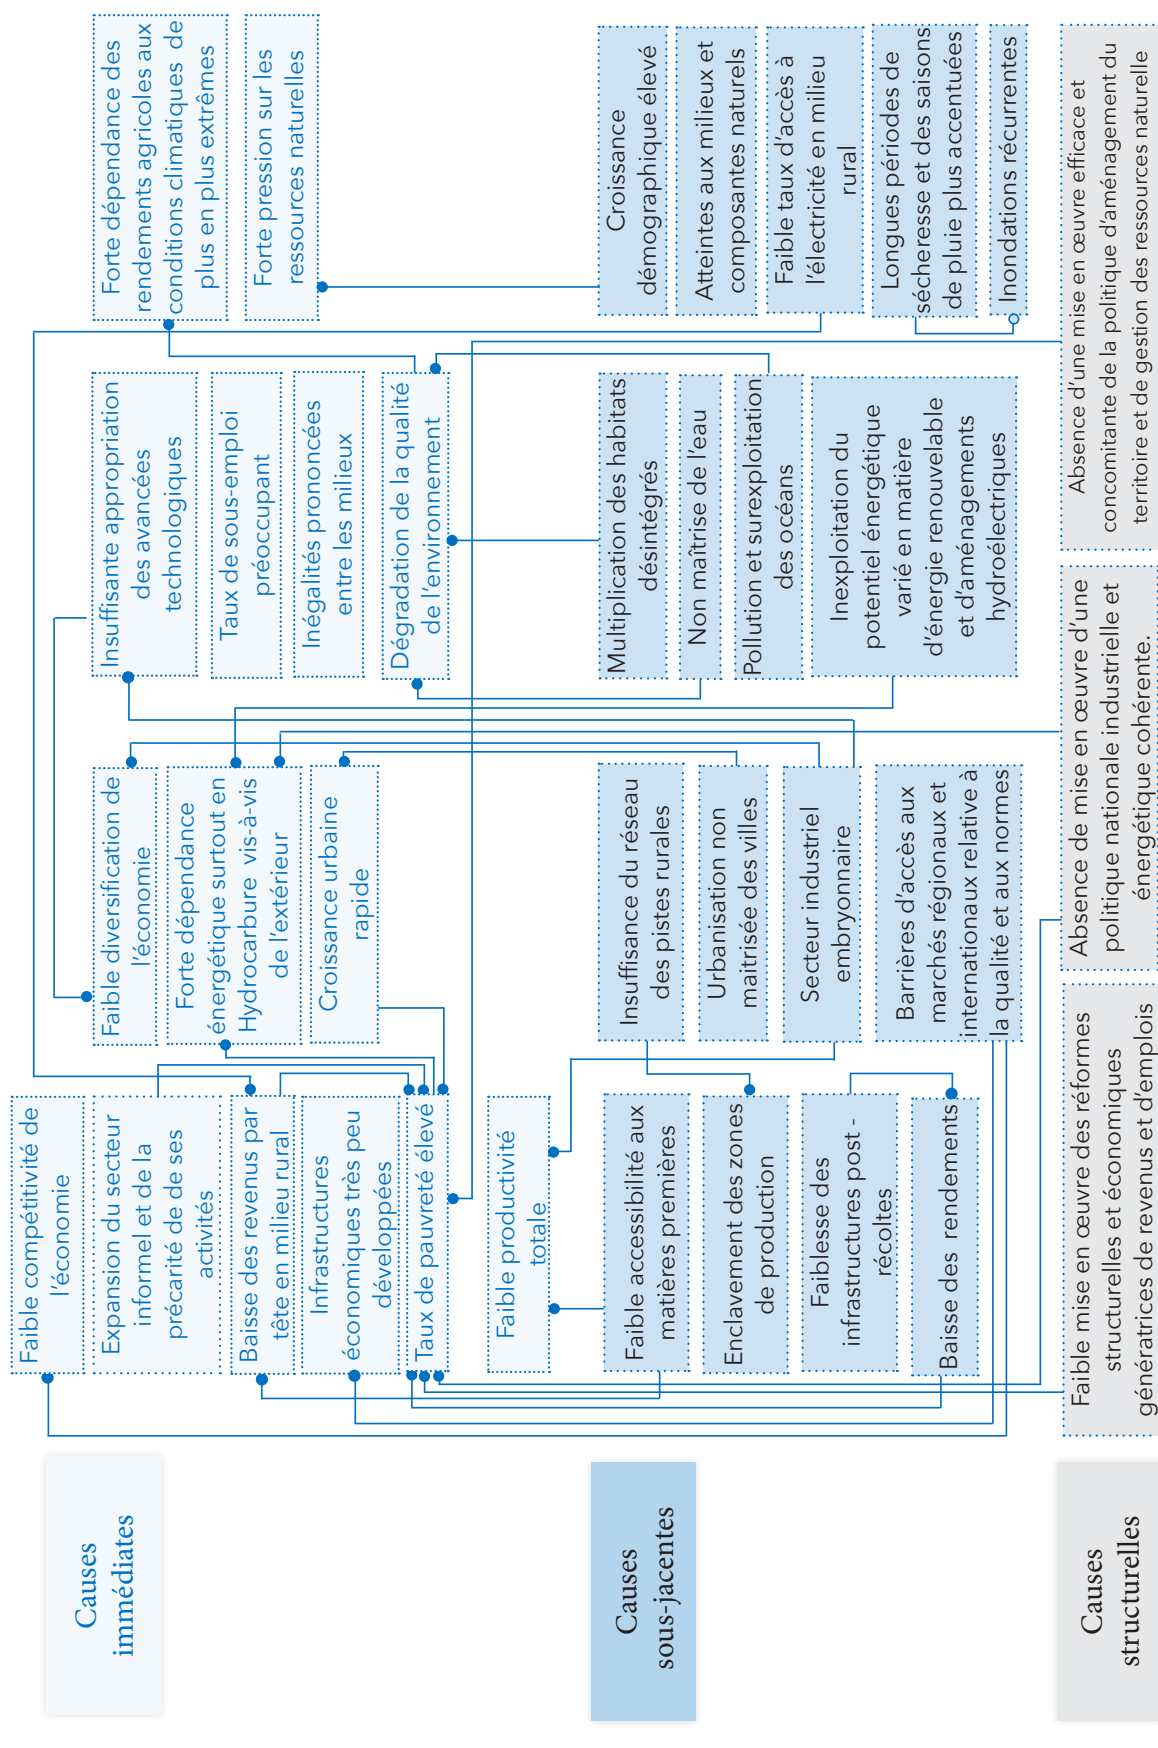 Causes
immédiates
Faible compétitivité de
l'économie
Expansion du secteur
informel et de la
précarité de de ses
activités
Baisse des revenus par
tête en milieu rural
Infrastructures
économiques très peu
développées
Taux de pauvreté élevé
Faible productivité
totale
Faible diversification de
l'économie
Forte dépendance
énergétique surtout en
Hydrocarbure vis-à-vis
de l'extérieur
Croissance urbaine
rapide
Insuffisante appropriation
des avancées
technologiques
Taux de sous-emploi
préoccupant
Inégalités prononcées
entre les milieux
Dégradation de la qualité
de l'environnement
Forte dépendance des
rendements agricoles aux
conditions climatiques de
plus en plus extrêmes
Forte pression sur les
ressources naturelles
Causes
sous-jacentes
Faible accessibilité aux
matières premières
Enclavement des zones
de production
Faiblesse des
infrastructures post -
récoltes
Baisse des rendements
Insuffisance du réseau
des pistes rurales
Urbanisation non
maitrisée des villes
Secteur industriel
embryonnaire
Barrières d'accès aux
marchés régionaux et
internationaux relative à
la qualité et aux normes
Multiplication des habitats
désintégrés
Non maîtrise de l'eau
Pollution et surexploitation
des océans
Inexploitation du
potentiel énergétique
varié en matière
d'énergie renouvelable
et d'aménagements
hydroélectriques
Croissance
démographique élevé
Atteintes aux milieux et
composantes naturels
Faible taux d'accès à
l'électricité en milieu
rural
Longues périodes de
sécheresse et des saisons
de pluie plus accentuées
Inondations récurrentes
Causes
structurelles
Faible mise en œuvre des réformes
structurelles et économiques
génératrices de revenus et d'emplois
Absence de mise en œuvre d'une
politique nationale industrielle et
énergétique cohérente.
Absence d'une mise en œuvre efficace et
concomitante de la politique d'aménagement du
territoire et de gestion des ressources naturelle